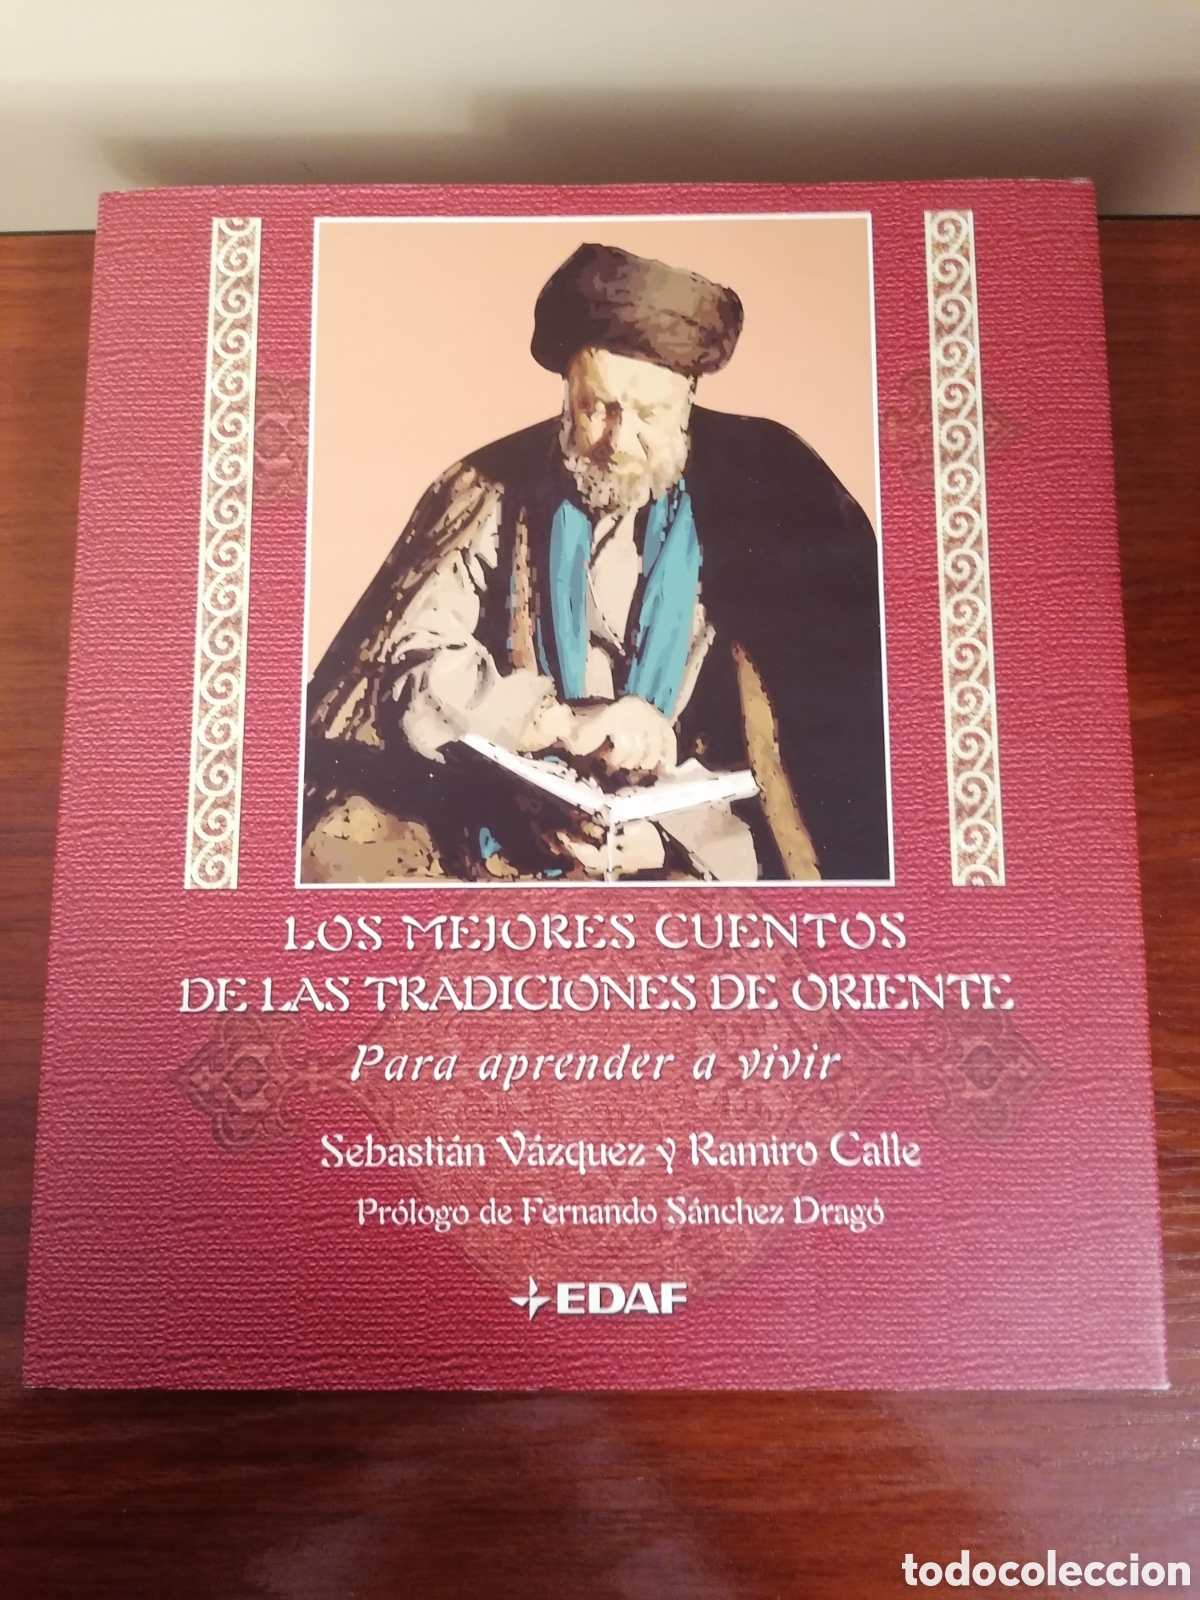 LOS MEJORES CUENTOS
DE LAS TRADICIONES DE ORIENTE
Para aprender a vivir
Sebastián Vázquez y Ramiro Calle
Prólogo de Fernando Sánchez Dragó
EDAF
todocoleccion